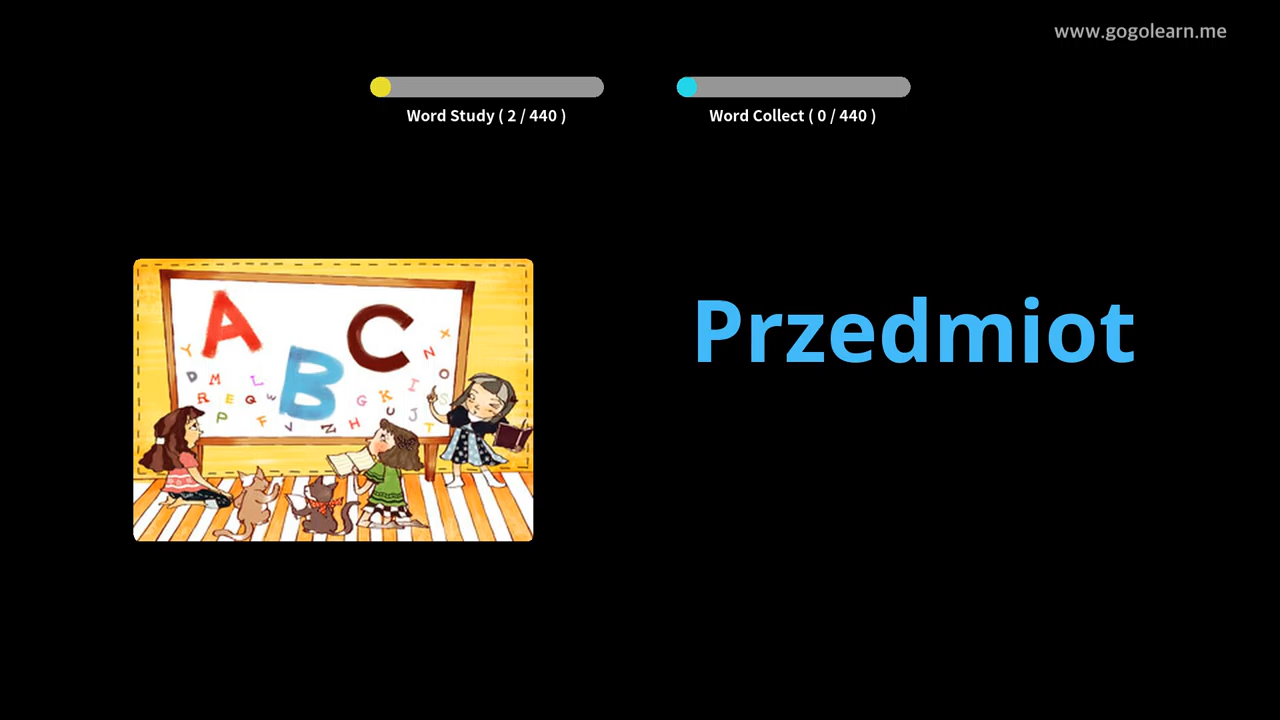 www.gogolearn.me
Word Study ( 2 / 440 )
Word Collect ( 0 / 440 )
A
C
B
X
Y
N
D M L
O
I
R E Q W
G K
S
P
F
U J
V
Z H
T
Przedmiot